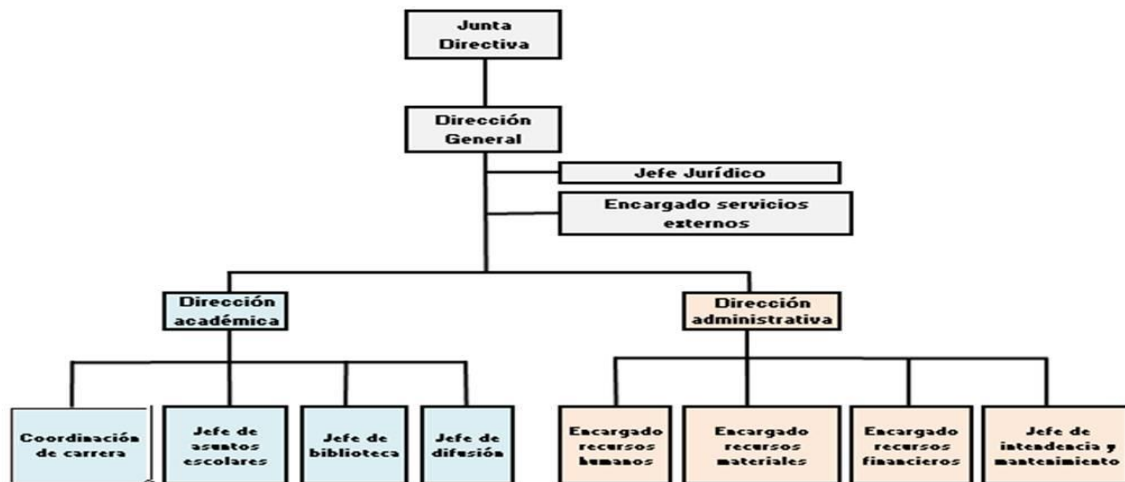 Junta
Directiva
Dirección
General
Jefe Jurídico
Encargado servicios
externos
Dirección
académica
Dirección
administrativa
Coordinación
de carrera
Jefe de
asuntos
escolares
Jefe de
biblioteca
Jefe de
difusión
Encargado
recursos
humanos
Encargado
recursos
materiales
Encargado
recursos
financieros
Jefe de
intendencia y
mantenimiento